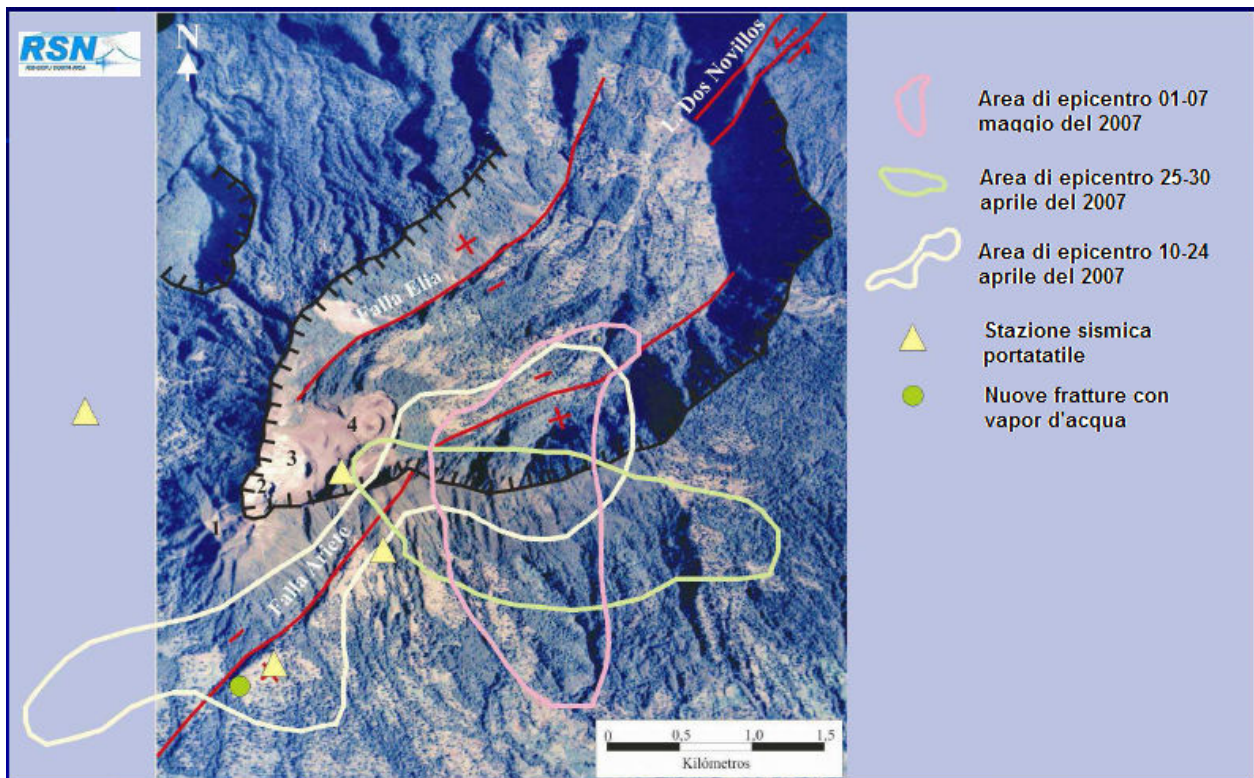 RSN
N
L. Dos Novillos
Falla Elia
4
3
2
1
Falla Ariete
Area di epicentro 01-07
maggio del 2007
Area di epicentro 25-30
aprile del 2007
Area di epicentro 10-24
aprile del 2007
Stazione sismica
portatatile
Nuove fratture con
vapor d'acqua
0 0,5 1,0 1,5
Kilómetros